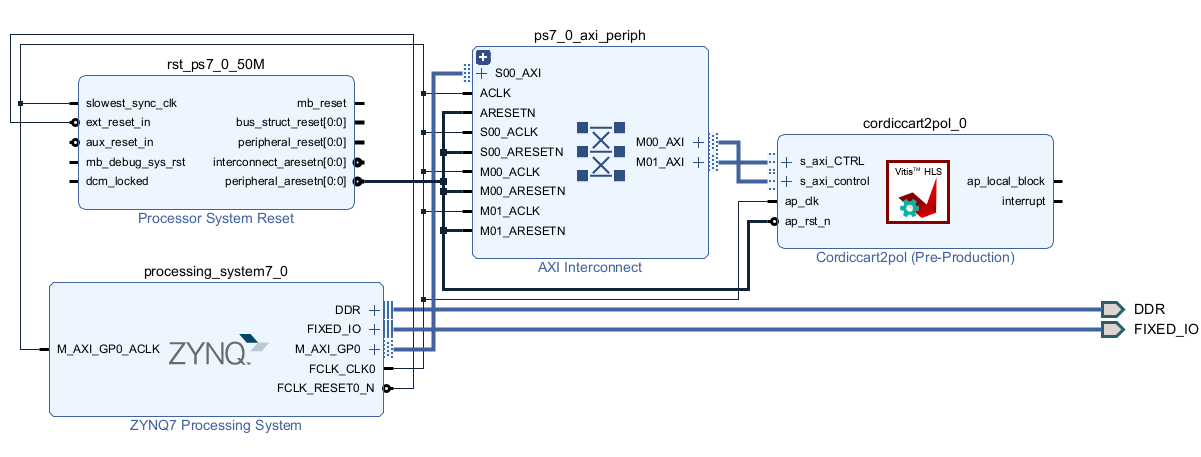 rst_ps7_0_50M
slowest_sync_clk
ext_reset_in
aux_reset_in
mb_debug_sys_rst
dcm_locked
mb_reset
bus_struct_reset[0:0]
peripheral_reset[0:0]
interconnect_aresetn[0:0]
peripheral_aresetn[0:0]
Processor System Reset
ps7_0_axi_periph
S00_AXI
ACLK
ARESETN
S00_ACLK
S00_ARESETN
M00_ACLK
M00_ARESETN
M01_ACLK
M01_ARESETN
M00_AXI
M01_AXI
AXI Interconnect
cordiccart2pol_0
s_axi_CTRL
s_axi_control
ap_clk
ap_rst_n
Vitis™ HLS
ap_local_block
interrupt
Cordiccart2pol (Pre-Production)
processing_system7_0
M_AXI_GP0_ACLK
ZYNQ
DDR
FIXED_IO
M_AXI_GP0
FCLK_CLK0
FCLK_RESET0_N
ZYNQ7 Processing System
DDR
FIXED_IO